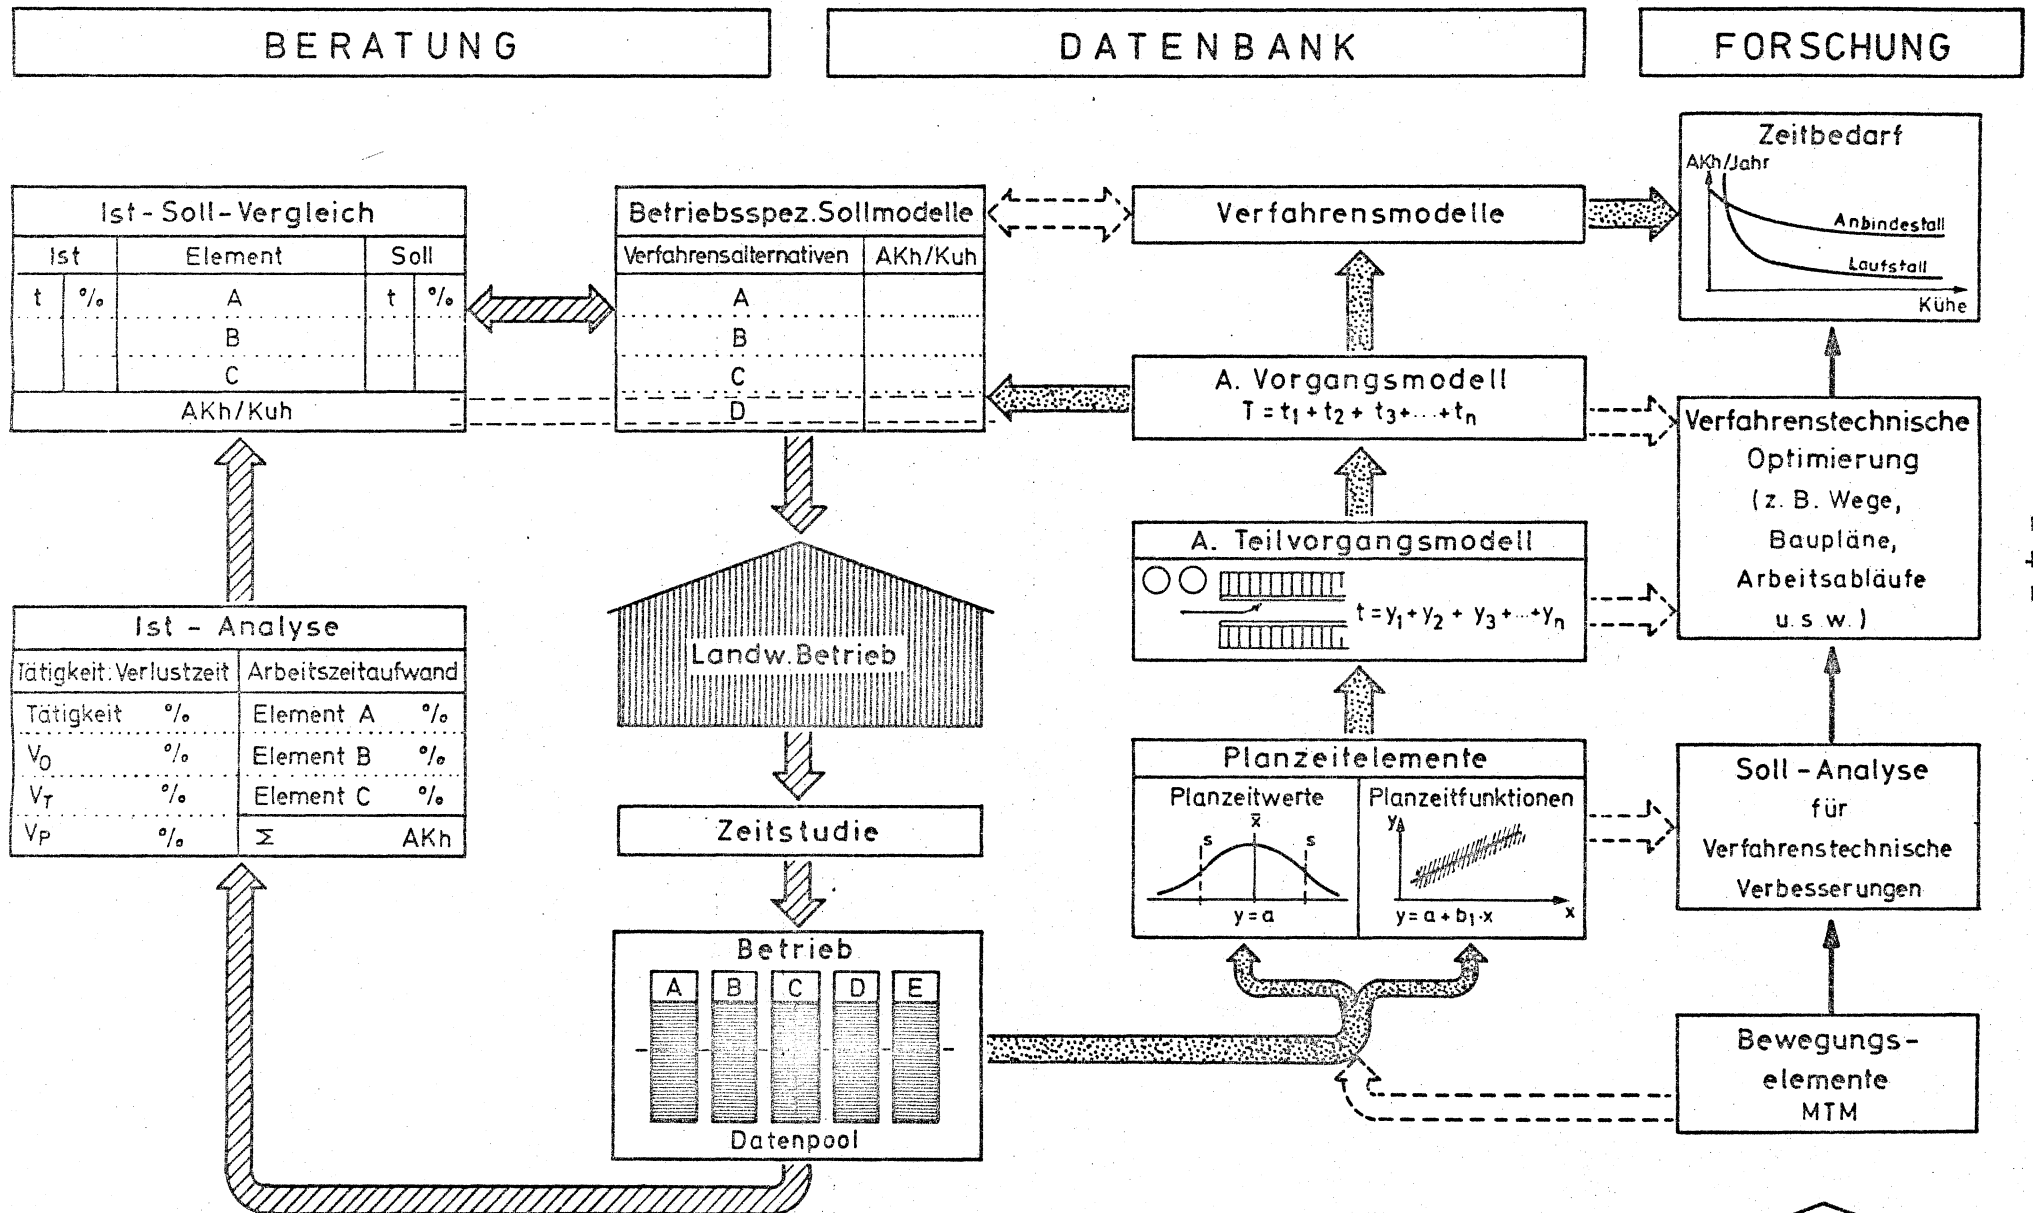 BERATUNG
DATENBANK
FORSCHUNG
Ist - Soll - Vergleich
Ist Element Soll
t % A t %
B
C
AKh/Kuh
Betriebsspez. Sollmodelle
Verfahrensalternativen AKh/Kuh
A
B
C
D
Verfahrensmodelle
Zeitbedarf
AKh/Jahr
Anbindestall
Laufstall
Kühe
A. Vorgangsmodell
T = t1 + t2 + t3 + ... + tn
Verfahrenstechnische
Optimierung
(z. B. Wege,
Baupläne,
Arbeitsabläufe
u. s. w. )
A. Teilvorgangsmodell
t = y1 + y2 + y3 + ... + yn
Ist - Analyse
Tätigkeit: Verlustzeit Arbeitszeitaufwand
Tätigkeit % Element A %
VO % Element B %
VT % Element C %
VP % Σ AKh
Landw. Betrieb
Zeitstudie
Betrieb
A B C D E
Datenpool
Planzeitelemente
Planzeitwerte Planzeitfunktionen
x̄
s s
y = a
y
x
y = a + b1 · x
Soll - Analyse
für
Verfahrenstechnische
Verbesserungen
Bewegungs-
elemente
MTM